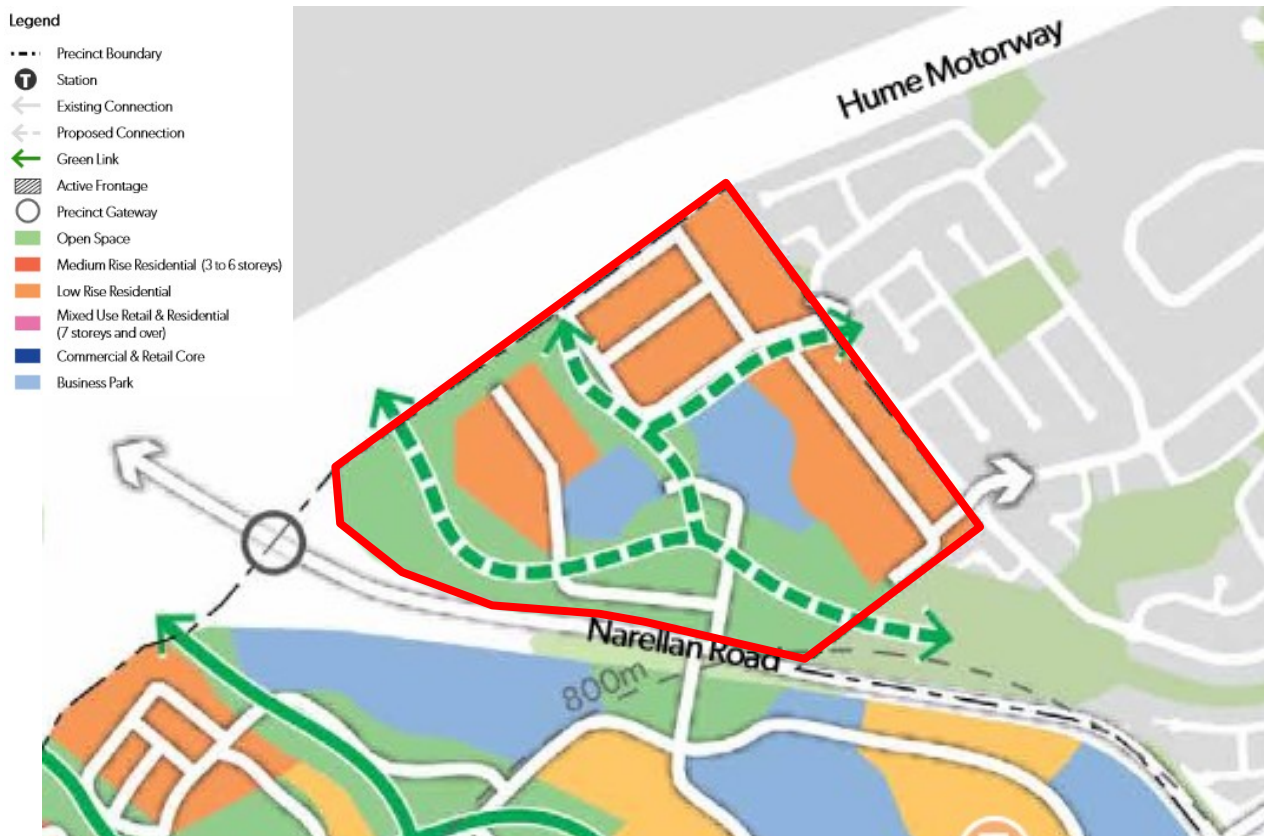 Legend
Precinct Boundary
T
Station
Existing Connection
Proposed Connection
Green Link
Active Frontage
Precinct Gateway
Open Space
Medium Rise Residential (3 to 6 storeys)
Low Rise Residential
Mixed Use Retail & Residential
(7 storeys and over)
Commercial & Retail Core
Business Park
Hume Motorway
Narellan Road
800m